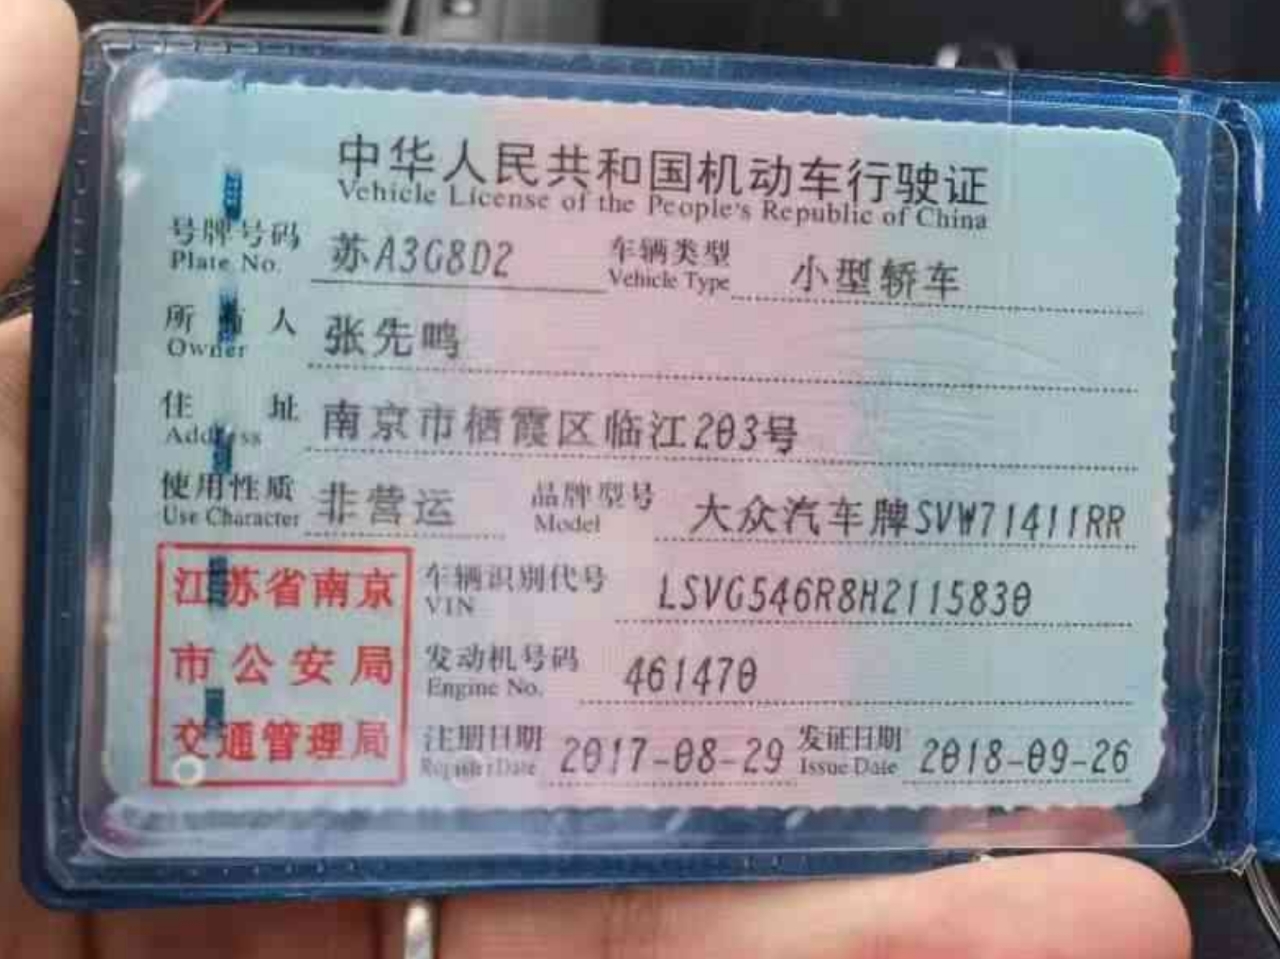 中华人民共和国机动车行驶证
Vehicle License of the People's Republic of China
号牌号码 苏A3G8D2 车辆类型 小型轿车
Plate No. Vehicle Type
所有人 张先鸣
Owner
住址 南京市栖霞区临江203号
Address
使用性质 非营运 品牌型号 大众汽车牌SVW71411RR
Use Character Model
江苏省南京
市公安局
交通管理局
车辆识别代号 LSVG546R8H2115830
VIN
发动机号码 461470
Engine No.
注册日期 2017-08-29 发证日期 2018-09-26
Register Date Issue Date